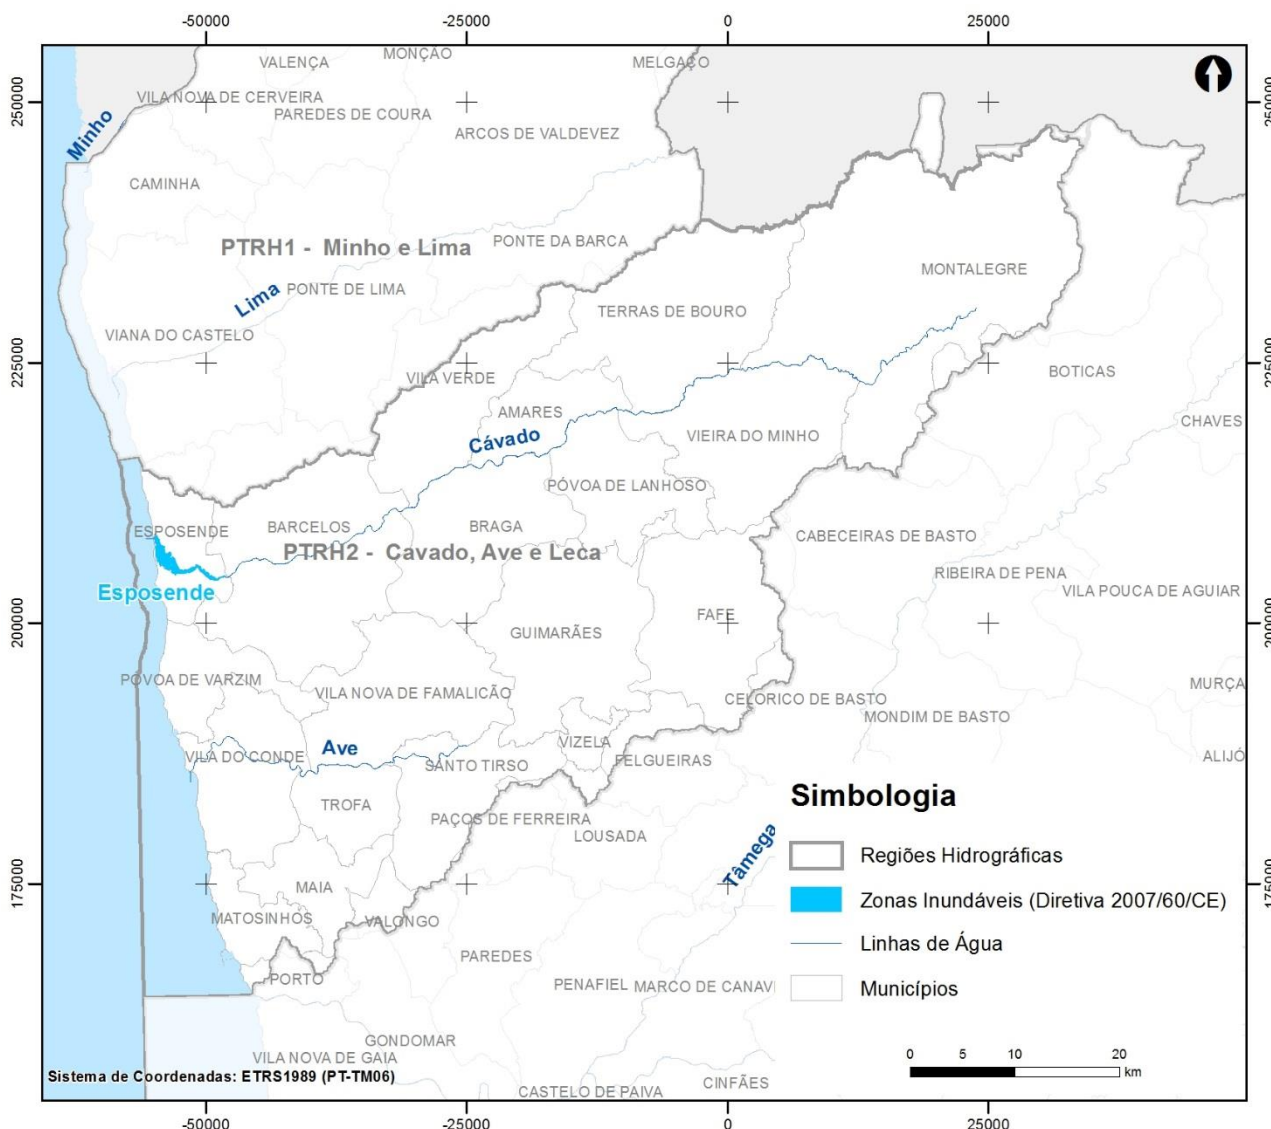 -50000
-25000
0
25000
MONÇÃO
VALENÇA
MELGAÇO
250000
250000
VILA NOVA DE CERVEIRA
PAREDES DE COURA
Minho
ARCOS DE VALDEVEZ
CAMINHA
PONTE DA BARCA
PTRH1 - Minho e Lima
MONTALEGRE
Lima
PONTE DE LIMA
TERRAS DE BOURO
VIANA DO CASTELO
225000
225000
VILA VERDE
BOTICAS
AMARES
CHAVES
Cávado
VIEIRA DO MINHO
PÓVOA DE LANHOSO
ESPOSENDE
BARCELOS
BRAGA
CABECEIRAS DE BASTO
PTRH2 - Cavado, Ave e Leca
RIBEIRA DE PENA
Esposende
VILA POUCA DE AGUIAR
FAFE
200000
200000
GUIMARÃES
PÓVOA DE VARZIM
MURÇA
VILA NOVA DE FAMALICÃO
CELORICO DE BASTO
MONDIM DE BASTO
VIZELA
Ave
VILA DO CONDE
ALIJÓ
FELGUEIRAS
SANTO TIRSO
Simbologia
TROFA
PAÇOS DE FERREIRA
LOUSADA
Tâmega
Regiões Hidrográficas
175000
175000
MAIA
Zonas Inundáveis (Diretiva 2007/60/CE)
MATOSINHOS
VALONGO
Linhas de Água
PAREDES
PORTO
PENAFIEL
MARCO DE CANAV
Municípios
GONDOMAR
VILA NOVA DE GAIA
0 5 10 20
km
Sistema de Coordenadas: ETRS1989 (PT-TM06)
CINFÃES
CASTELO DE PAIVA
-50000
-25000
0
25000